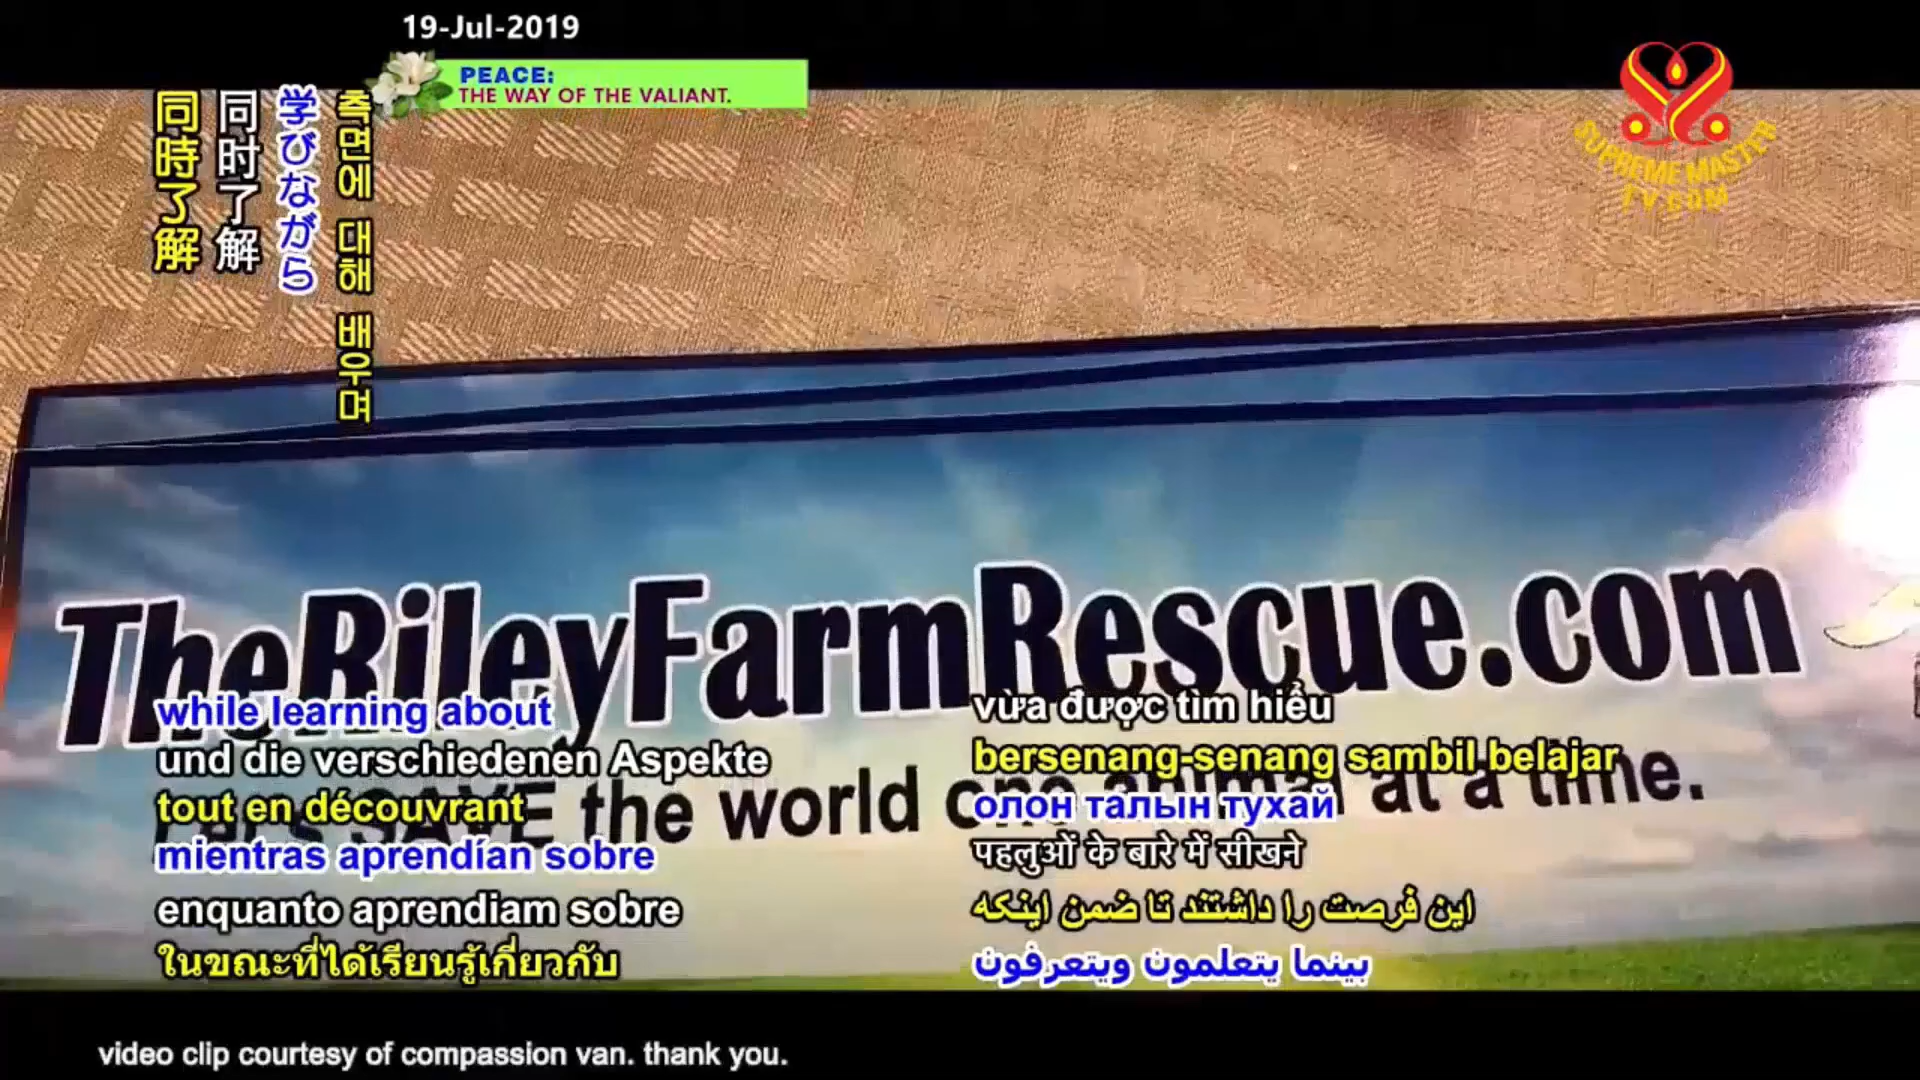 19-Jul-2019
PEACE:
THE WAY OF THE VALIANT.
SUPREME MASTER
TV.COM
同時了解
同时了解
学びながら
측면에 대해 배우며
TheRileyFarmRescue.com
Let's SAVE the world one animal at a time.
while learning about
und die verschiedenen Aspekte
tout en découvrant
mientras aprendían sobre
enquanto aprendiam sobre
ในขณะที่ได้เรียนรู้เกี่ยวกับ
vừa được tìm hiểu
bersenang-senang sambil belajar
олон талын тухай
पहलुओं के बारे में सीखने
این فرصت را داشتند تا ضمن اینکه
بينما يتعلمون ويتعرفون
video clip courtesy of compassion van. thank you.